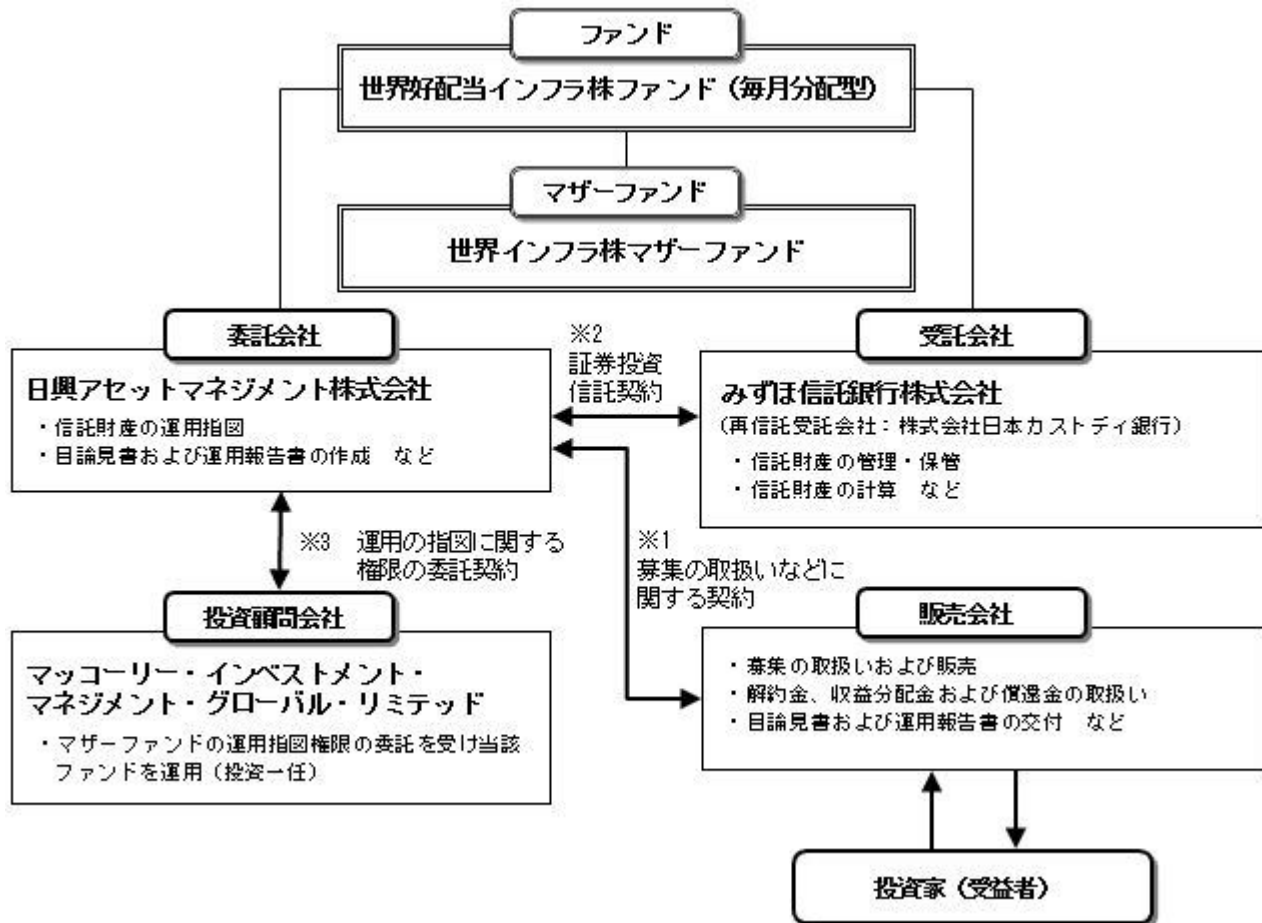 ファンド
世界好配当インフラ株ファンド（毎月分配型）
マザーファンド
世界インフラ株マザーファンド
委託会社
日興アセットマネジメント株式会社
・信託財産の運用指図
・目論見書および運用報告書の作成　など
※2
証券投資
信託契約
受託会社
みずほ信託銀行株式会社
（再信託受託会社：株式会社日本カストディ銀行）
・信託財産の管理・保管
・信託財産の計算　など
※3　運用の指図に関する
権限の委託契約
※1
募集の取扱いなどに
関する契約
投資顧問会社
マッコーリー・インベストメント・
マネジメント・グローバル・リミテッド
・マザーファンドの運用指図権限の委託を受け当該
ファンドを運用（投資一任）
販売会社
・募集の取扱いおよび販売
・解約金、収益分配金および償還金の取扱い
・目論見書および運用報告書の交付　など
投資家（受益者）